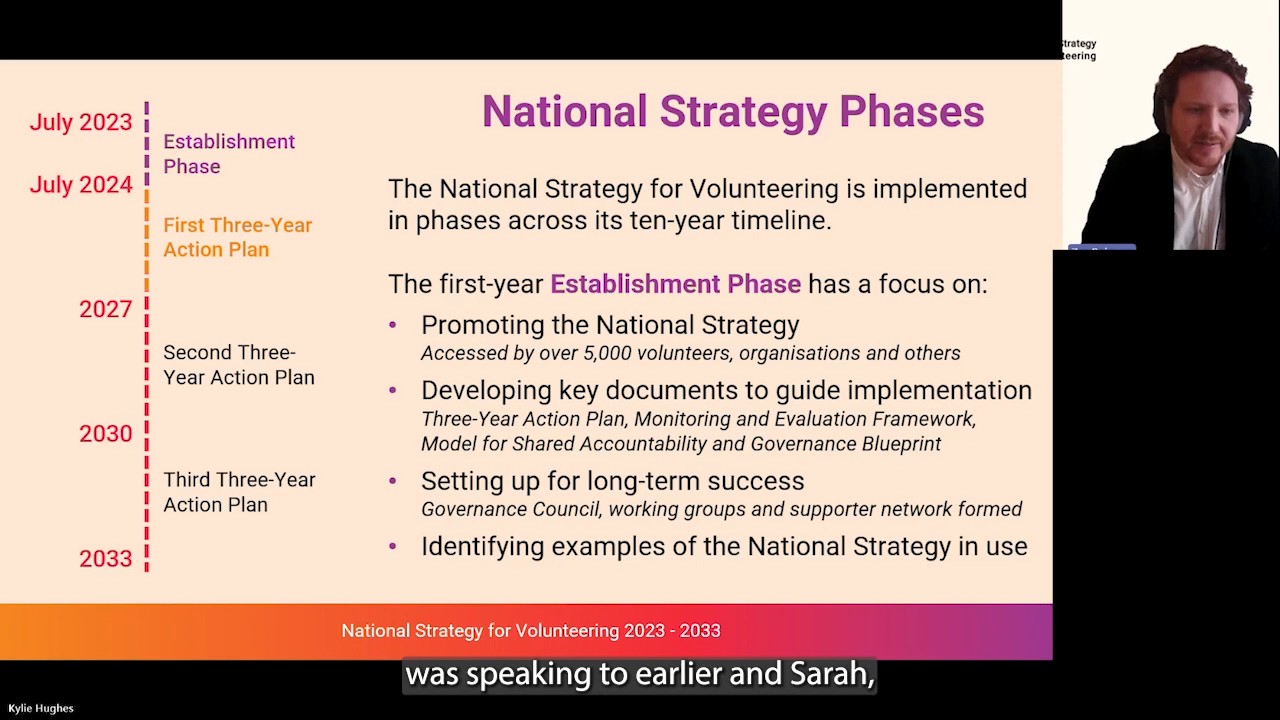 National Strategy Phases
July 2023
Establishment
Phase
July 2024
First Three-Year
Action Plan
2027
Second Three-
Year Action Plan
2030
Third Three-Year
Action Plan
2033
The National Strategy for Volunteering is implemented
in phases across its ten-year timeline.
The first-year Establishment Phase has a focus on:
• Promoting the National Strategy
Accessed by over 5,000 volunteers, organisations and others
• Developing key documents to guide implementation
Three-Year Action Plan, Monitoring and Evaluation Framework,
Model for Shared Accountability and Governance Blueprint
• Setting up for long-term success
Governance Council, working groups and supporter network formed
• Identifying examples of the National Strategy in use
National Strategy for Volunteering 2023 - 2033
was speaking to earlier and Sarah,
Kylie Hughes